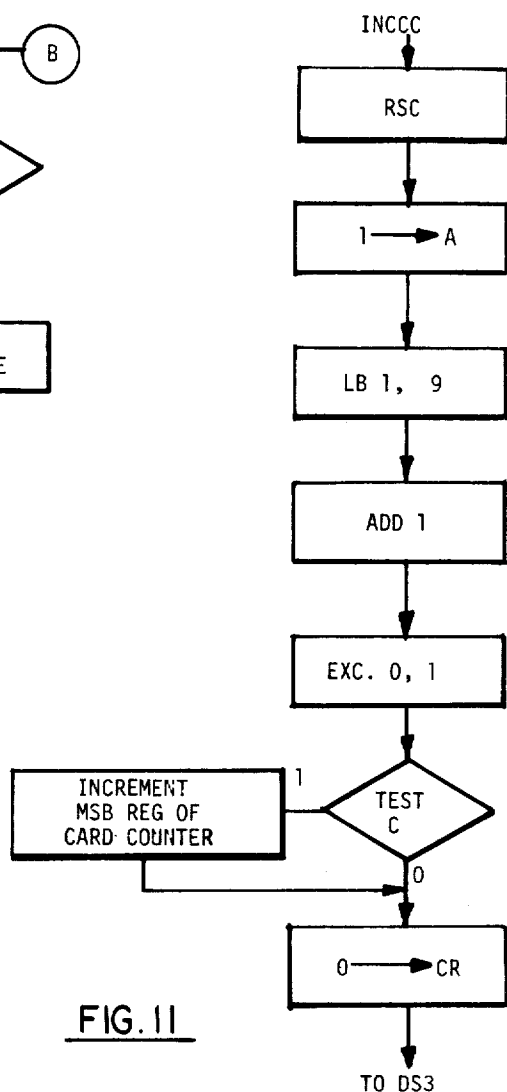 B
E
INCCC
RSC
1 → A
LB 1, 9
ADD 1
EXC. 0, 1
TEST
C
1
0
INCREMENT
MSB REG OF
CARD COUNTER
0 → CR
TO DS3
FIG. 11